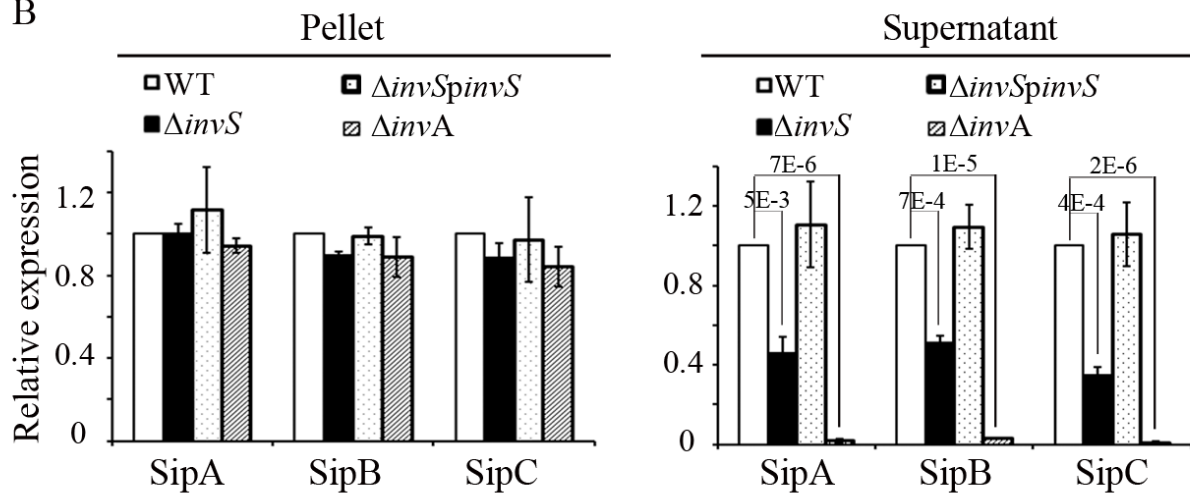 B
Pellet
WT
ΔinvSpinvS
ΔinvS
ΔinvA
Relative expression
1.2
0.8
0.4
0
SipA
SipB
SipC
Supernatant
WT
ΔinvSpinvS
ΔinvS
ΔinvA
7E-6
1E-5
2E-6
5E-3
7E-4
4E-4
1.2
0.8
0.4
0
SipA
SipB
SipC